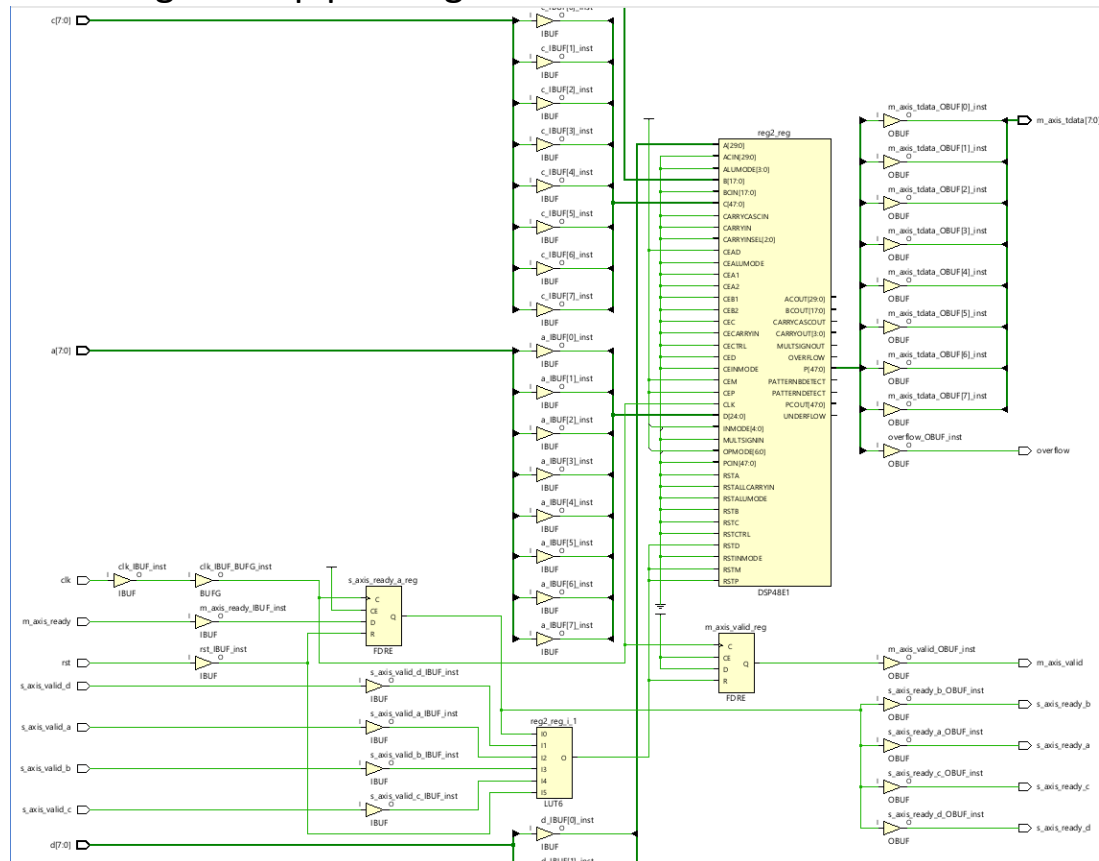 c[7:0]
IBUF
c_IBUF[1]_inst
IBUF
c_IBUF[2]_inst
IBUF
c_IBUF[3]_inst
IBUF
c_IBUF[4]_inst
IBUF
c_IBUF[5]_inst
IBUF
c_IBUF[6]_inst
IBUF
c_IBUF[7]_inst
IBUF
a[7:0]
a_IBUF[0]_inst
IBUF
a_IBUF[1]_inst
IBUF
a_IBUF[2]_inst
IBUF
a_IBUF[3]_inst
IBUF
a_IBUF[4]_inst
IBUF
a_IBUF[5]_inst
IBUF
a_IBUF[6]_inst
IBUF
a_IBUF[7]_inst
IBUF
reg2_reg
A[29:0]
ACIN[29:0]
ALUMODE[3:0]
B[17:0]
BCIN[17:0]
C[47:0]
CARRYCASCIN
CARRYIN
CARRYINSEL[2:0]
CEAD
CEALUMODE
CEA1
CEA2
CEB1
CEB2
CEC
CECARRYIN
CECTRL
CED
CEINMODE
CEM
CEP
CLK
D[24:0]
INMODE[4:0]
MULTSIGNIN
OPMODE[6:0]
PCIN[47:0]
RSTA
RSTALLCARRYIN
RSTALUMODE
RSTB
RSTC
RSTCTRL
RSTD
RSTINMODE
RSTM
RSTP
ACOUT[29:0]
BCOUT[17:0]
CARRYCASCOUT
CARRYOUT[3:0]
MULTSIGNOUT
OVERFLOW
P[47:0]
PATTERNBDETECT
PATTERNDETECT
PCOUT[47:0]
UNDERFLOW
DSP48E1
m_axis_tdata_OBUF[0]_inst
I O
OBUF
m_axis_tdata[7:0]
m_axis_tdata_OBUF[1]_inst
I O
OBUF
m_axis_tdata_OBUF[2]_inst
I O
OBUF
m_axis_tdata_OBUF[3]_inst
I O
OBUF
m_axis_tdata_OBUF[4]_inst
I O
OBUF
m_axis_tdata_OBUF[5]_inst
I O
OBUF
m_axis_tdata_OBUF[6]_inst
I O
OBUF
m_axis_tdata_OBUF[7]_inst
I O
OBUF
overflow_OBUF_inst
I O
OBUF
overflow
clk
clk_IBUF_inst
I O
IBUF
clk_IBUF_BUFG_inst
I O
BUFG
m_axis_ready
m_axis_ready_IBUF_inst
I O
IBUF
rst
rst_IBUF_inst
I O
IBUF
s_axis_ready_a_reg
C
CE
D
R
Q
FDRE
s_axis_valid_d
s_axis_valid_d_IBUF_inst
I O
IBUF
s_axis_valid_a
s_axis_valid_a_IBUF_inst
I O
IBUF
s_axis_valid_b
s_axis_valid_b_IBUF_inst
I O
IBUF
s_axis_valid_c
s_axis_valid_c_IBUF_inst
I O
IBUF
reg2_reg_i_1
I0
I1
I2
I3
I4
I5
O
LUT6
m_axis_valid_reg
C
CE
D
R
Q
FDRE
m_axis_valid_OBUF_inst
I O
OBUF
m_axis_valid
s_axis_ready_b_OBUF_inst
I O
OBUF
s_axis_ready_b
s_axis_ready_a_OBUF_inst
I O
OBUF
s_axis_ready_a
s_axis_ready_c_OBUF_inst
I O
OBUF
s_axis_ready_c
s_axis_ready_d_OBUF_inst
I O
OBUF
s_axis_ready_d
d[7:0]
d_IBUF[0]_inst
I O
IBUF